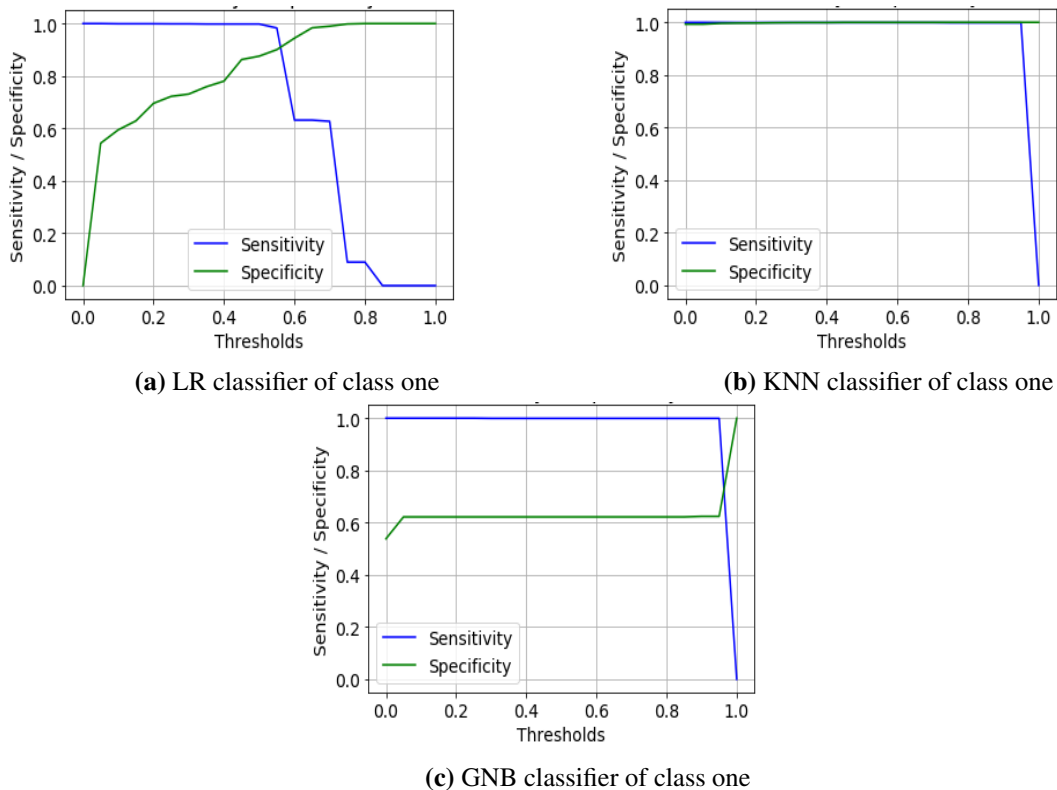 1.0
0.8
0.6
0.4
0.2
0.0
Sensitivity / Specificity
Sensitivity
Specificity
0.0 0.2 0.4 0.6 0.8 1.0
Thresholds
(a) LR classifier of class one
1.0
0.8
0.6
0.4
0.2
0.0
Sensitivity / Specificity
Sensitivity
Specificity
0.0 0.2 0.4 0.6 0.8 1.0
Thresholds
(b) KNN classifier of class one
1.0
0.8
0.6
0.4
0.2
0.0
Sensitivity / Specificity
Sensitivity
Specificity
0.0 0.2 0.4 0.6 0.8 1.0
Thresholds
(c) GNB classifier of class one